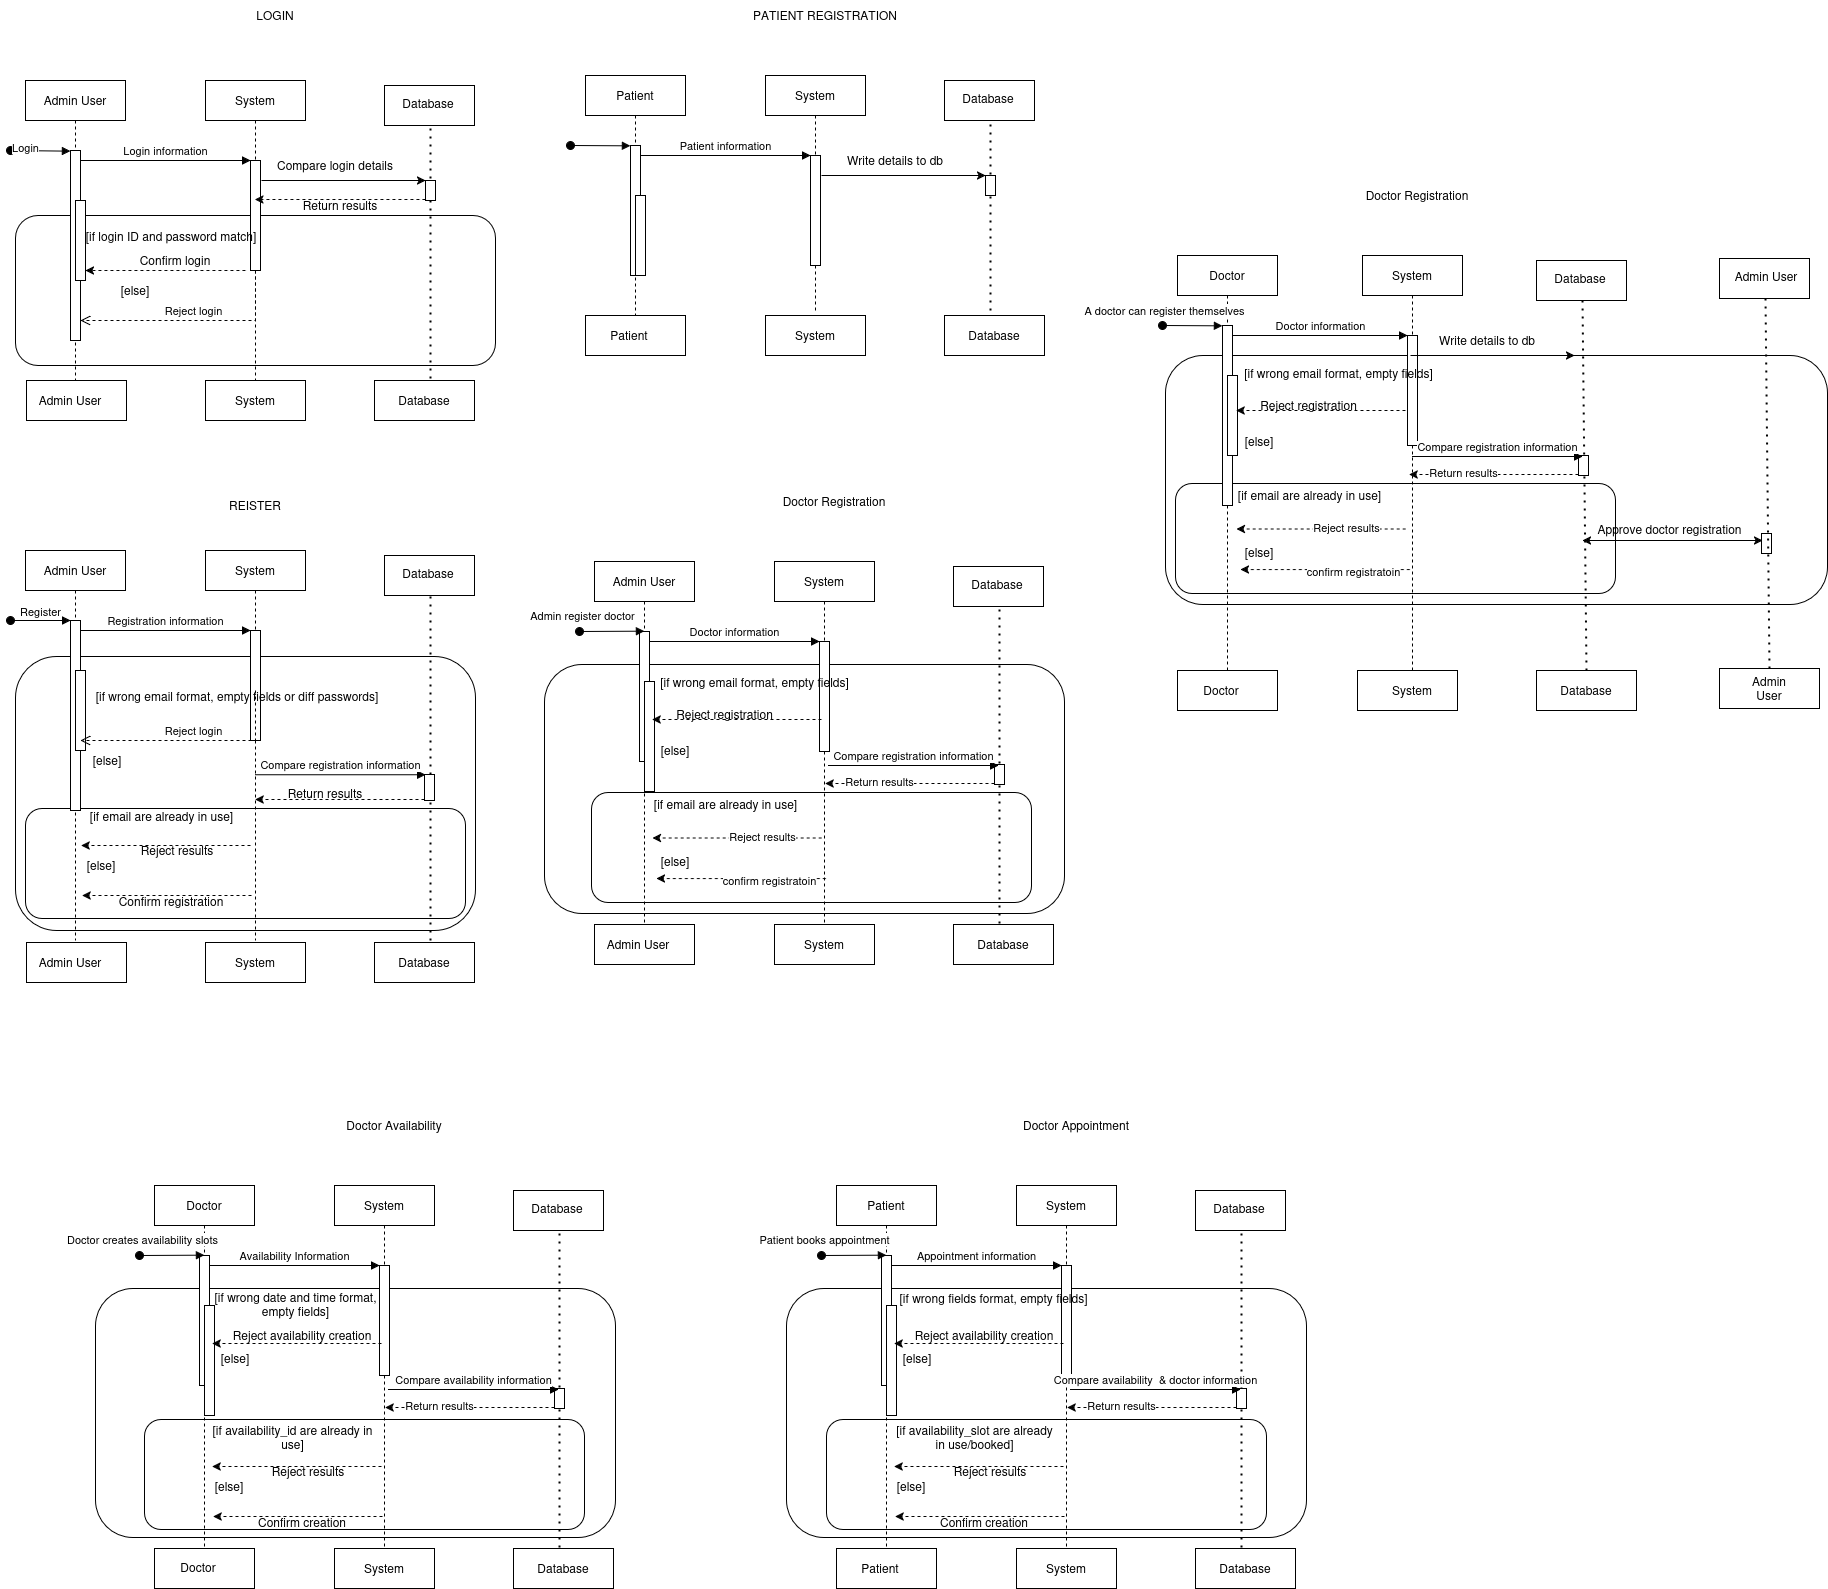 LOGIN
Admin User
System
Database
Login
Login information
Compare login details
Return results
[if login ID and password match]
Confirm login
[else]
Reject login
Admin User
System
Database
PATIENT REGISTRATION
Patient
System
Database
Patient information
Write details to db
Patient
System
Database
Doctor Registration
Doctor
System
Database
Admin User
A doctor can register themselves
Doctor information
Write details to db
[if wrong email format, empty fields]
Reject registration
[else]
Compare registration information
Return results
[if email are already in use]
Reject results
Approve doctor registration
[else]
confirm registratoin
Doctor
System
Database
Admin
User
REISTER
Admin User
System
Database
Register
Registration information
[if wrong email format, empty fields or diff passwords]
Reject login
[else]
Compare registration information
Return results
[if email are already in use]
Reject results
[else]
Confirm registration
Admin User
System
Database
Doctor Registration
Admin User
System
Database
Admin register doctor
Doctor information
[if wrong email format, empty fields]
Reject registration
[else]
Compare registration information
Return results
[if email are already in use]
Reject results
[else]
confirm registratoin
Admin User
System
Database
Doctor Availability
Doctor
System
Database
Doctor creates availability slots
Availability Information
[if wrong date and time format,
empty fields]
Reject availability creation
[else]
Compare availability information
Return results
[if availability_id are already in
use]
Reject results
[else]
Confirm creation
Doctor
System
Database
Doctor Appointment
Patient
System
Database
Patient books appointment
Appointment information
[if wrong fields format, empty fields]
Reject availability creation
[else]
Compare availability & doctor information
Return results
[if availability_slot are already
in use/booked]
Reject results
[else]
Confirm creation
Patient
System
Database